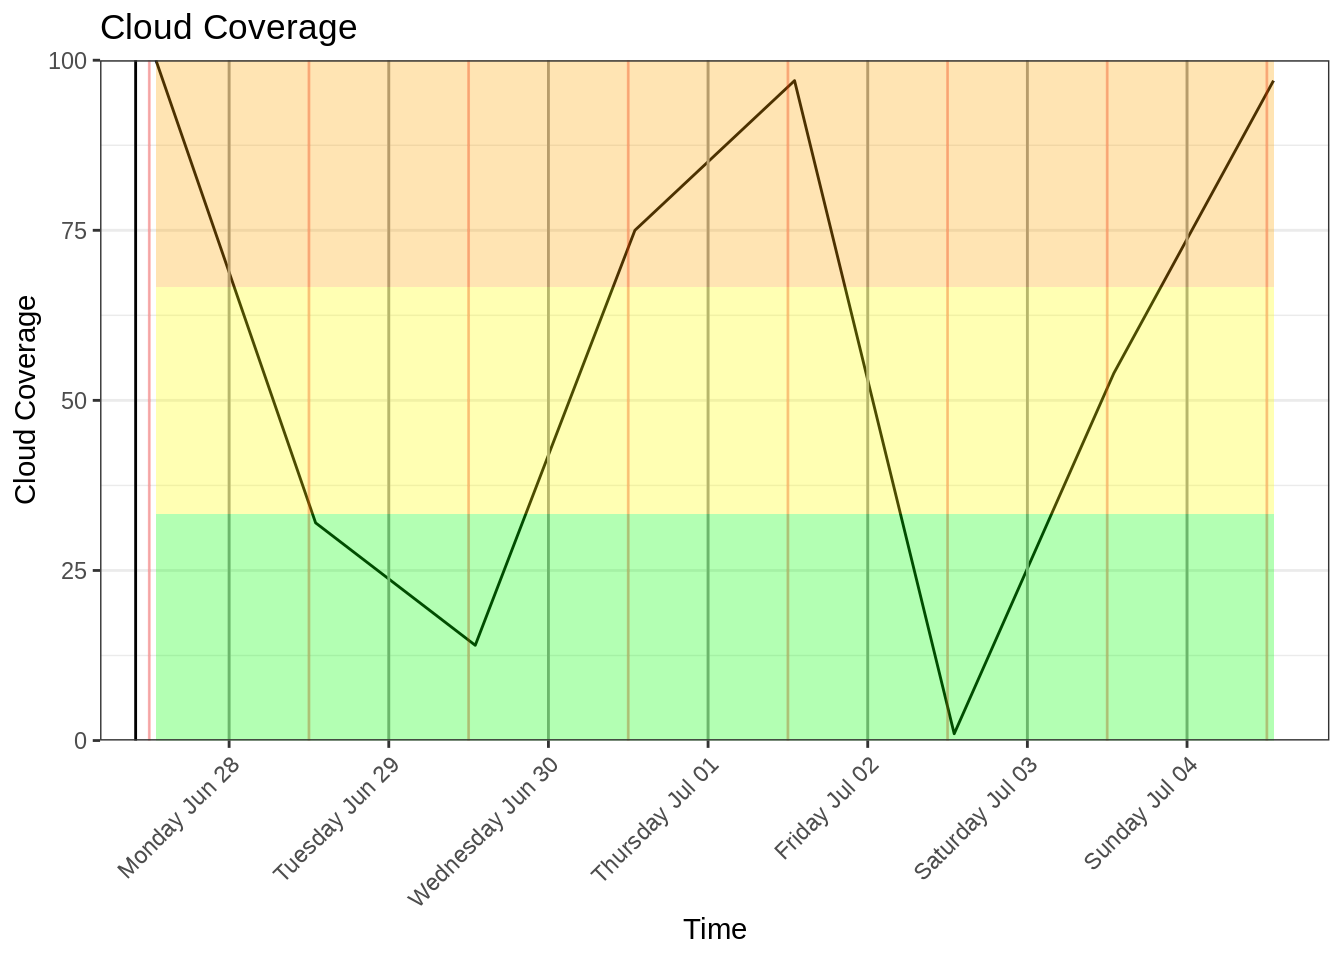 Cloud Coverage
100
75
50
25
0
Cloud Coverage
Monday Jun 28
Tuesday Jun 29
Wednesday Jun 30
Thursday Jul 01
Friday Jul 02
Saturday Jul 03
Sunday Jul 04
Time